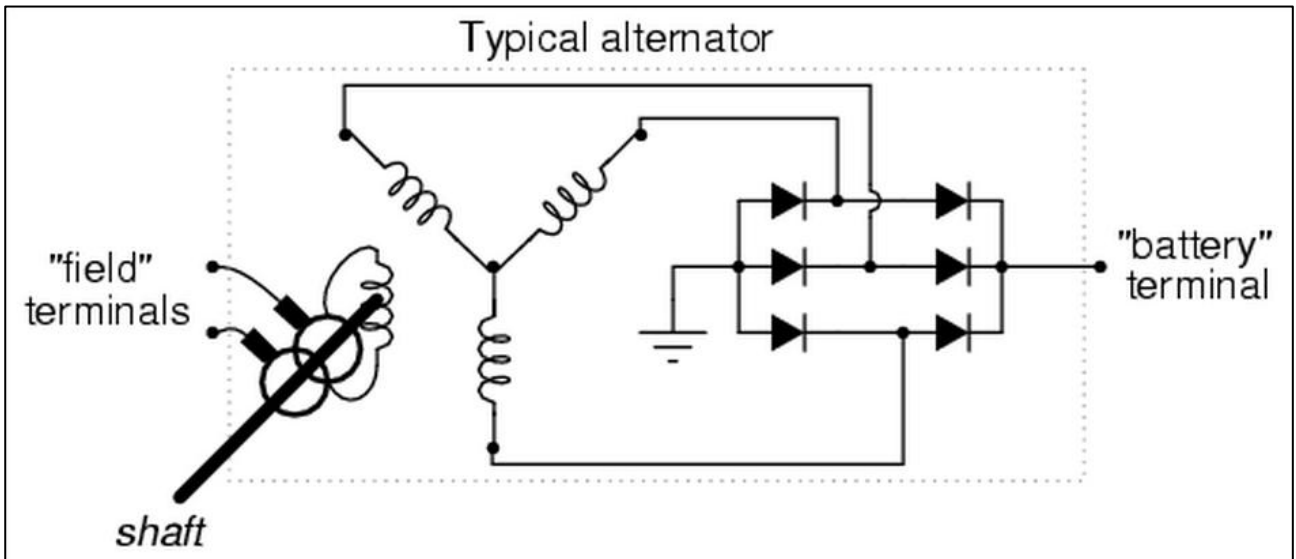 Typical alternator
"field"
terminals
"battery"
terminal
shaft